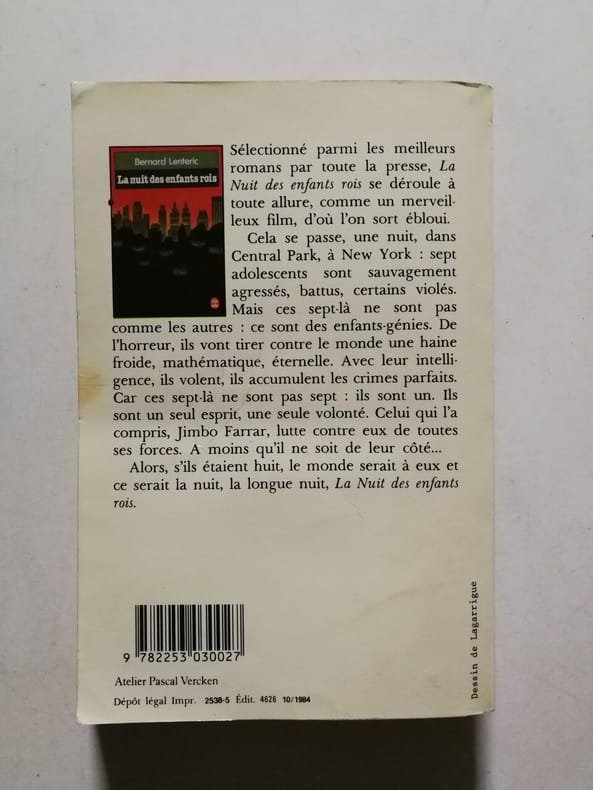 Bernard Lenteric
La nuit des enfants rois
Sélectionné parmi les meilleurs
romans par toute la presse, La
Nuit des enfants rois se déroule à
toute allure, comme un merveil-
leux film, d'où l'on sort ébloui.
Cela se passe, une nuit, dans
Central Park, à New York : sept
adolescents sont sauvagement
agressés, battus, certains violés.
Mais ces sept-là ne sont pas
comme les autres : ce sont des enfants-génies. De
l'horreur, ils vont tirer contre le monde une haine
froide, mathématique, éternelle. Avec leur intelli-
gence, ils volent, ils accumulent les crimes parfaits.
Car ces sept-là ne sont pas sept : ils sont un. Ils
sont un seul esprit, une seule volonté. Celui qui l'a
compris, Jimbo Farrar, lutte contre eux de toutes
ses forces. A moins qu'il ne soit de leur côté...
Alors, s'ils étaient huit, le monde serait à eux et
ce serait la nuit, la longue nuit, La Nuit des enfants
rois.
9 782253 030027
Atelier Pascal Vercken
Dépôt légal Impr. 2538-5 Édit. 4626 10/1984
Dessin de Lagarrigue